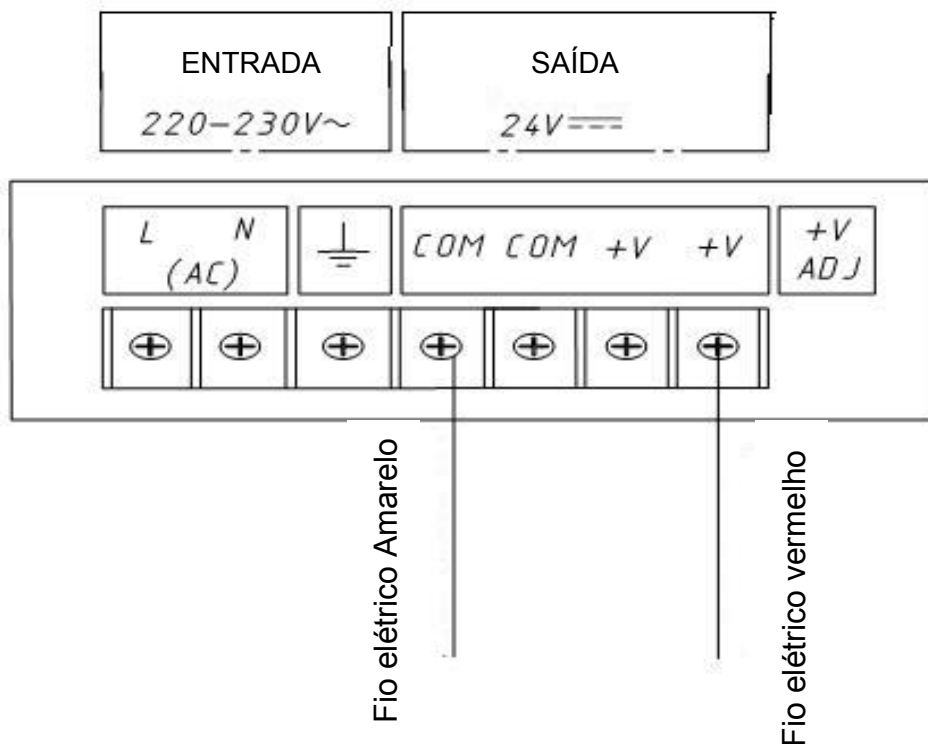 ENTRADA
220-230V~
SAÍDA
24V⎓
L N
(AC)
COM COM +V +V
+V
ADJ
Fio elétrico Amarelo
Fio elétrico vermelho